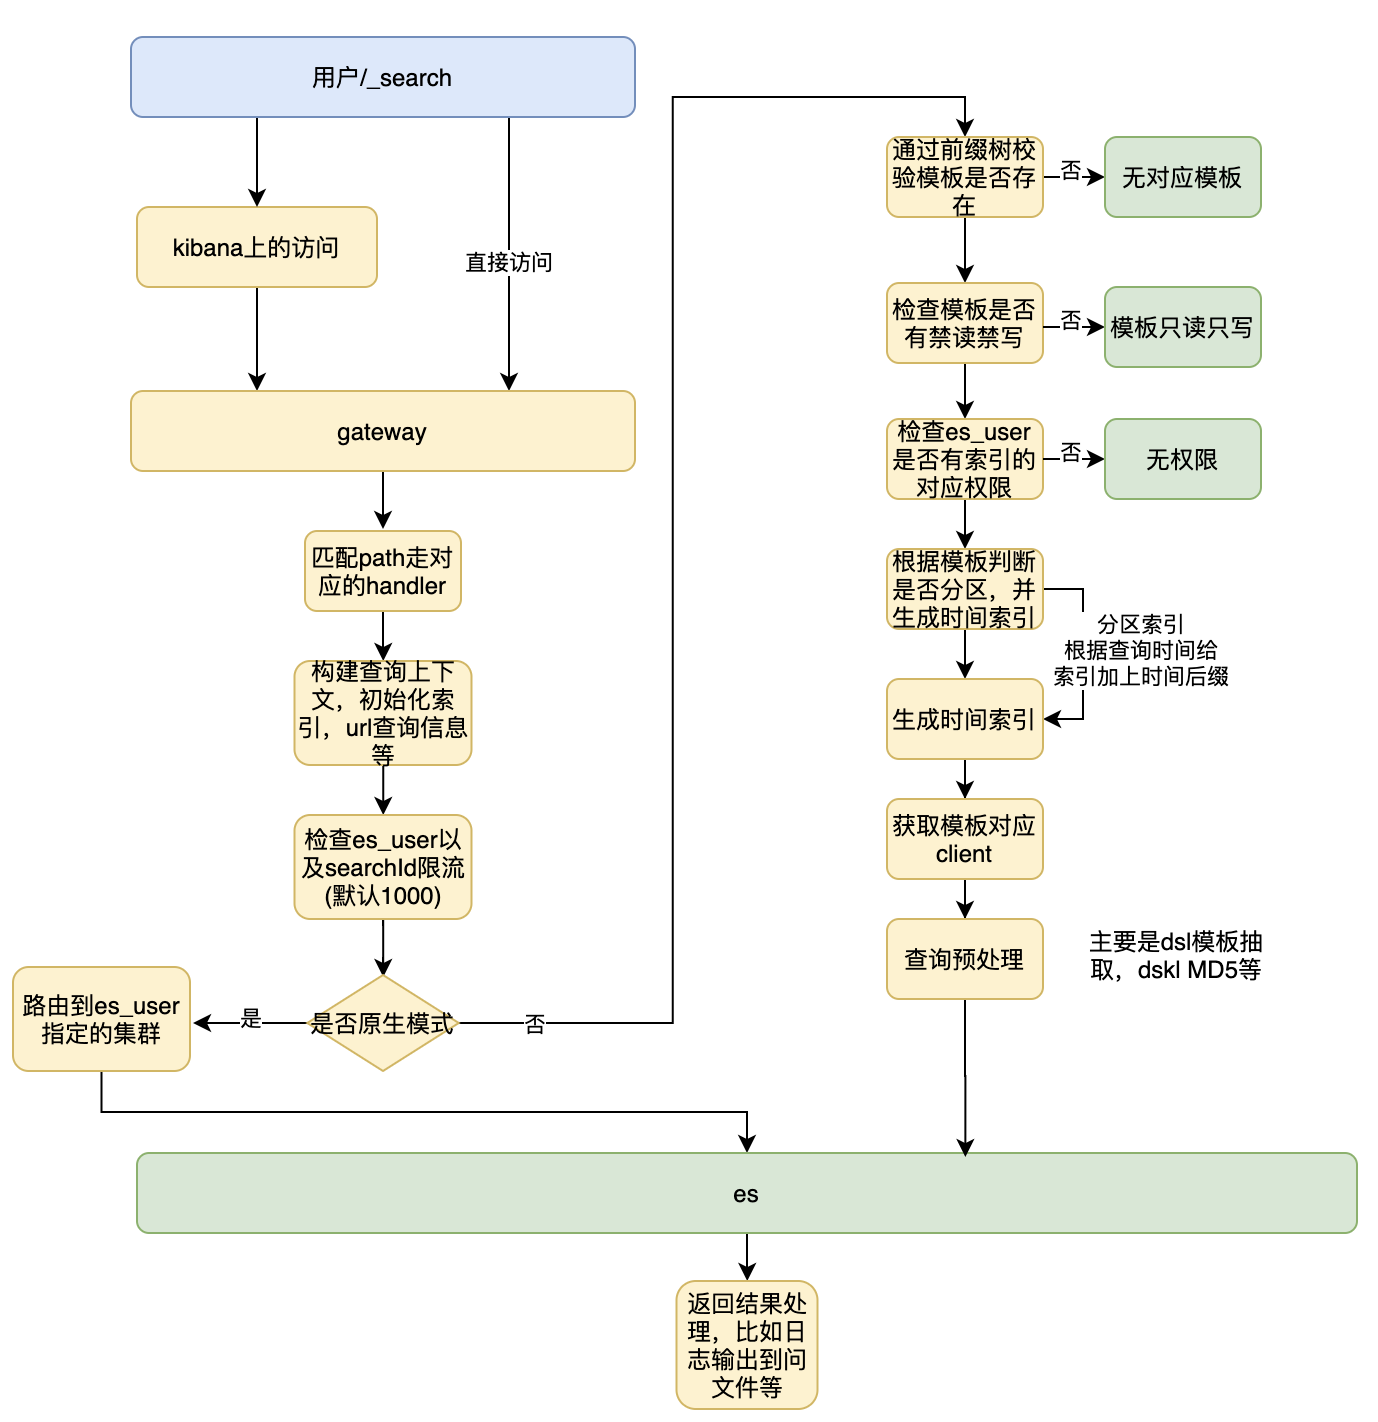 用户/_search
kibana上的访问
直接访问
gateway
匹配path走对
应的handler
构建查询上下
文，初始化索
引，url查询信息
等
检查es_user以
及searchId限流
(默认1000)
是否原生模式
是
否
路由到es_user
指定的集群
通过前缀树校
验模板是否存
在
否
无对应模板
检查模板是否
有禁读禁写
否
模板只读只写
检查es_user
是否有索引的
对应权限
否
无权限
根据模板判断
是否分区，并
生成时间索引
分区索引
根据查询时间给
索引加上时间后缀
生成时间索引
获取模板对应
client
查询预处理
主要是dsl模板抽
取，dskl MD5等
es
返回结果处
理，比如日
志输出到问
文件等